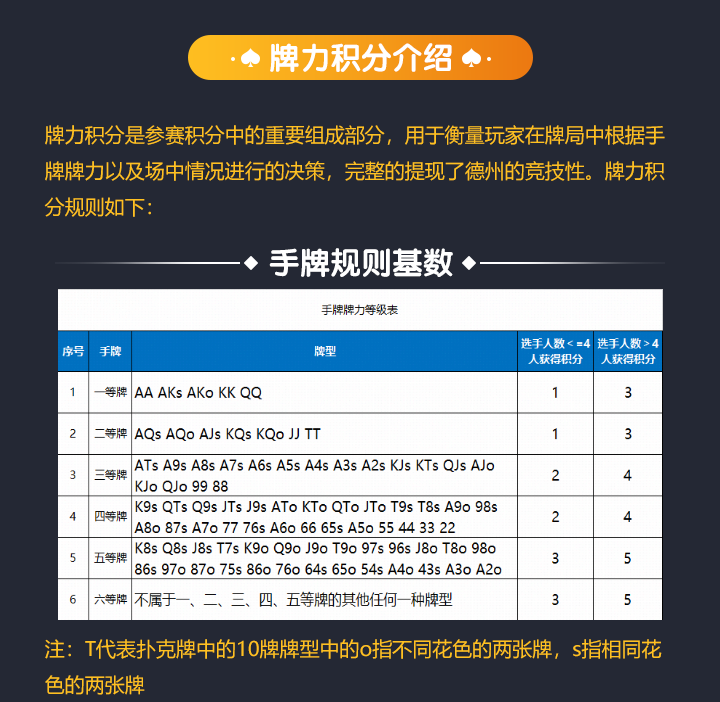 牌力积分介绍
牌力积分是参赛积分中的重要组成部分，用于衡量玩家在牌局中根据手
牌牌力以及场中情况进行的决策，完整的提现了德州的竞技性。牌力积
分规则如下：
手牌规则基数
手牌牌力等级表
序号 手牌 牌型 选手人数＜=4人获得积分 选手人数＞4人获得积分
1 一等牌 AA AKs AKo KK QQ 1 3
2 二等牌 AQs AQo AJs KQs KQo JJ TT 1 3
3 三等牌 ATs A9s A8s A7s A6s A5s A4s A3s A2s KJs KTs QJs AJo
KJo QJo 99 88 2 4
4 四等牌 K9s QTs Q9s JTs J9s ATo KTo QTo JTo T9s T8s A9o 98s
A8o 87s A7o 77 76s A6o 66 65s A5o 55 44 33 22 2 4
5 五等牌 K8s Q8s J8s T7s K9o Q9o J9o T9o 97s 96s J8o T8o 98o
86s 97o 87o 75s 86o 76o 64s 65o 54s A4o 43s A3o A2o 3 5
6 六等牌 不属于一、二、三、四、五等牌的其他任何一种牌型 3 5
注：T代表扑克牌中的10牌牌型中的o指不同花色的两张牌，s指相同花
色的两张牌